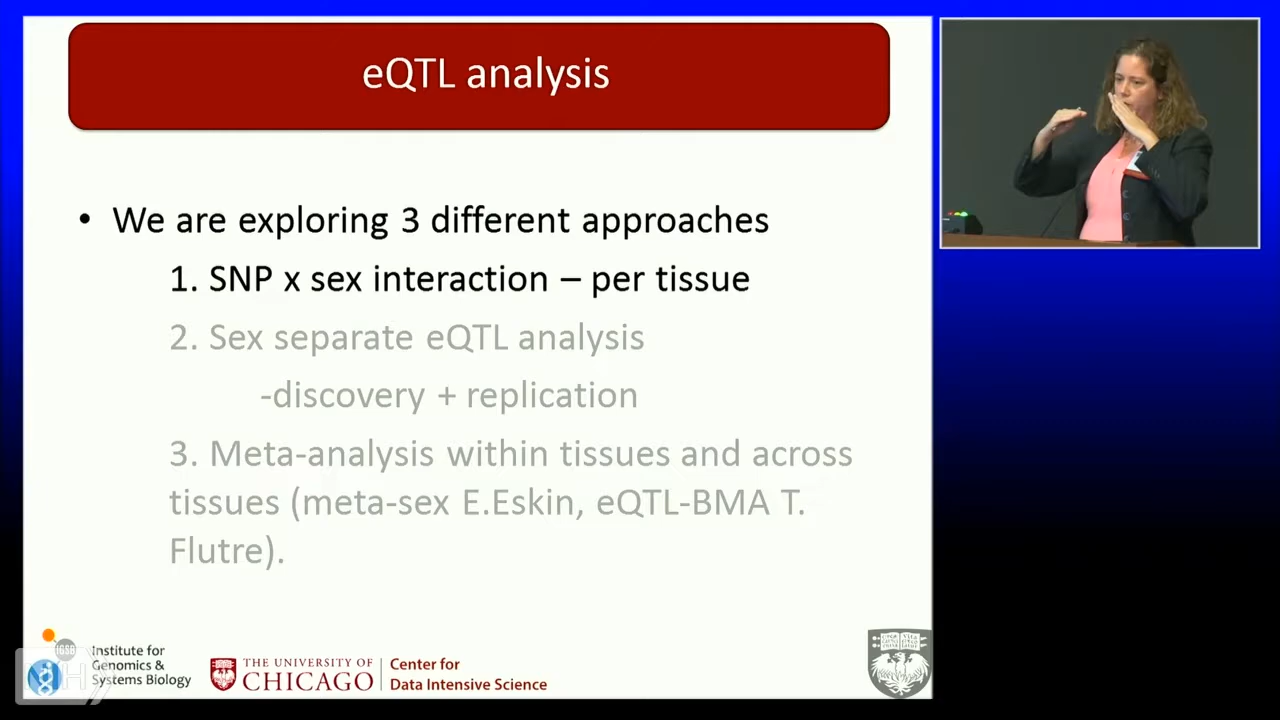 eQTL analysis
• We are exploring 3 different approaches
1. SNP x sex interaction – per tissue
2. Sex separate eQTL analysis
-discovery + replication
3. Meta-analysis within tissues and across
tissues (meta-sex E.Eskin, eQTL-BMA T.
Flutre).
IGSB
Institute for
Genomics &
Systems Biology
THE UNIVERSITY OF
CHICAGO
Center for
Data Intensive Science
NIH